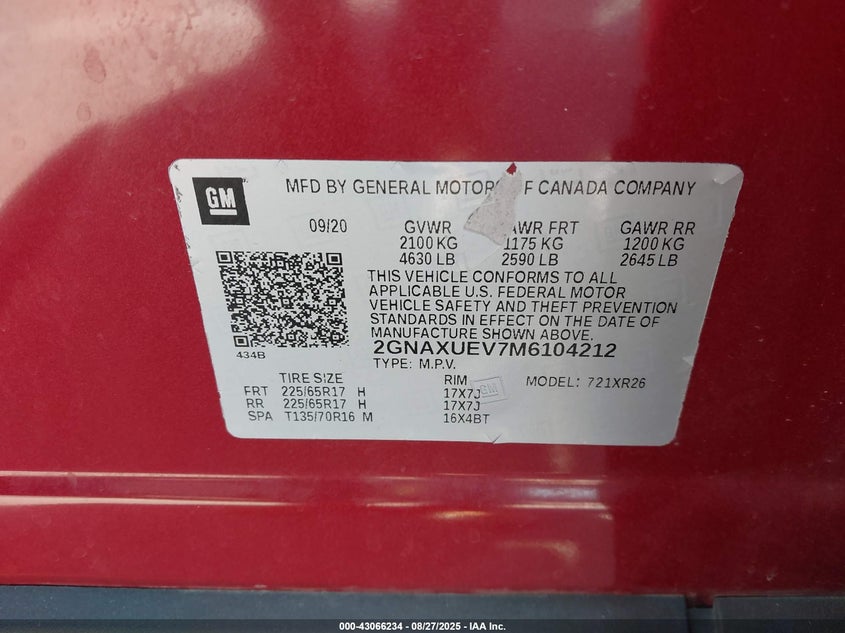 GM
MFD BY GENERAL MOTORS OF CANADA COMPANY
09/20 GVWR GAWR FRT GAWR RR
2100 KG 1175 KG 1200 KG
4630 LB 2590 LB 2645 LB
THIS VEHICLE CONFORMS TO ALL
APPLICABLE U.S. FEDERAL MOTOR
VEHICLE SAFETY AND THEFT PREVENTION
STANDARDS IN EFFECT ON THE DATE OF
MANUFACTURE SHOWN ABOVE.
434B
2GNAXUEV7M6104212
TYPE: M.P.V.
TIRE SIZE RIM MODEL: 721XR26
FRT 225/65R17 H 17X7J
RR 225/65R17 H 17X7J
SPA T135/70R16 M 16X4BT
GM
000-43066234 - 08/27/2025 - IAA Inc.